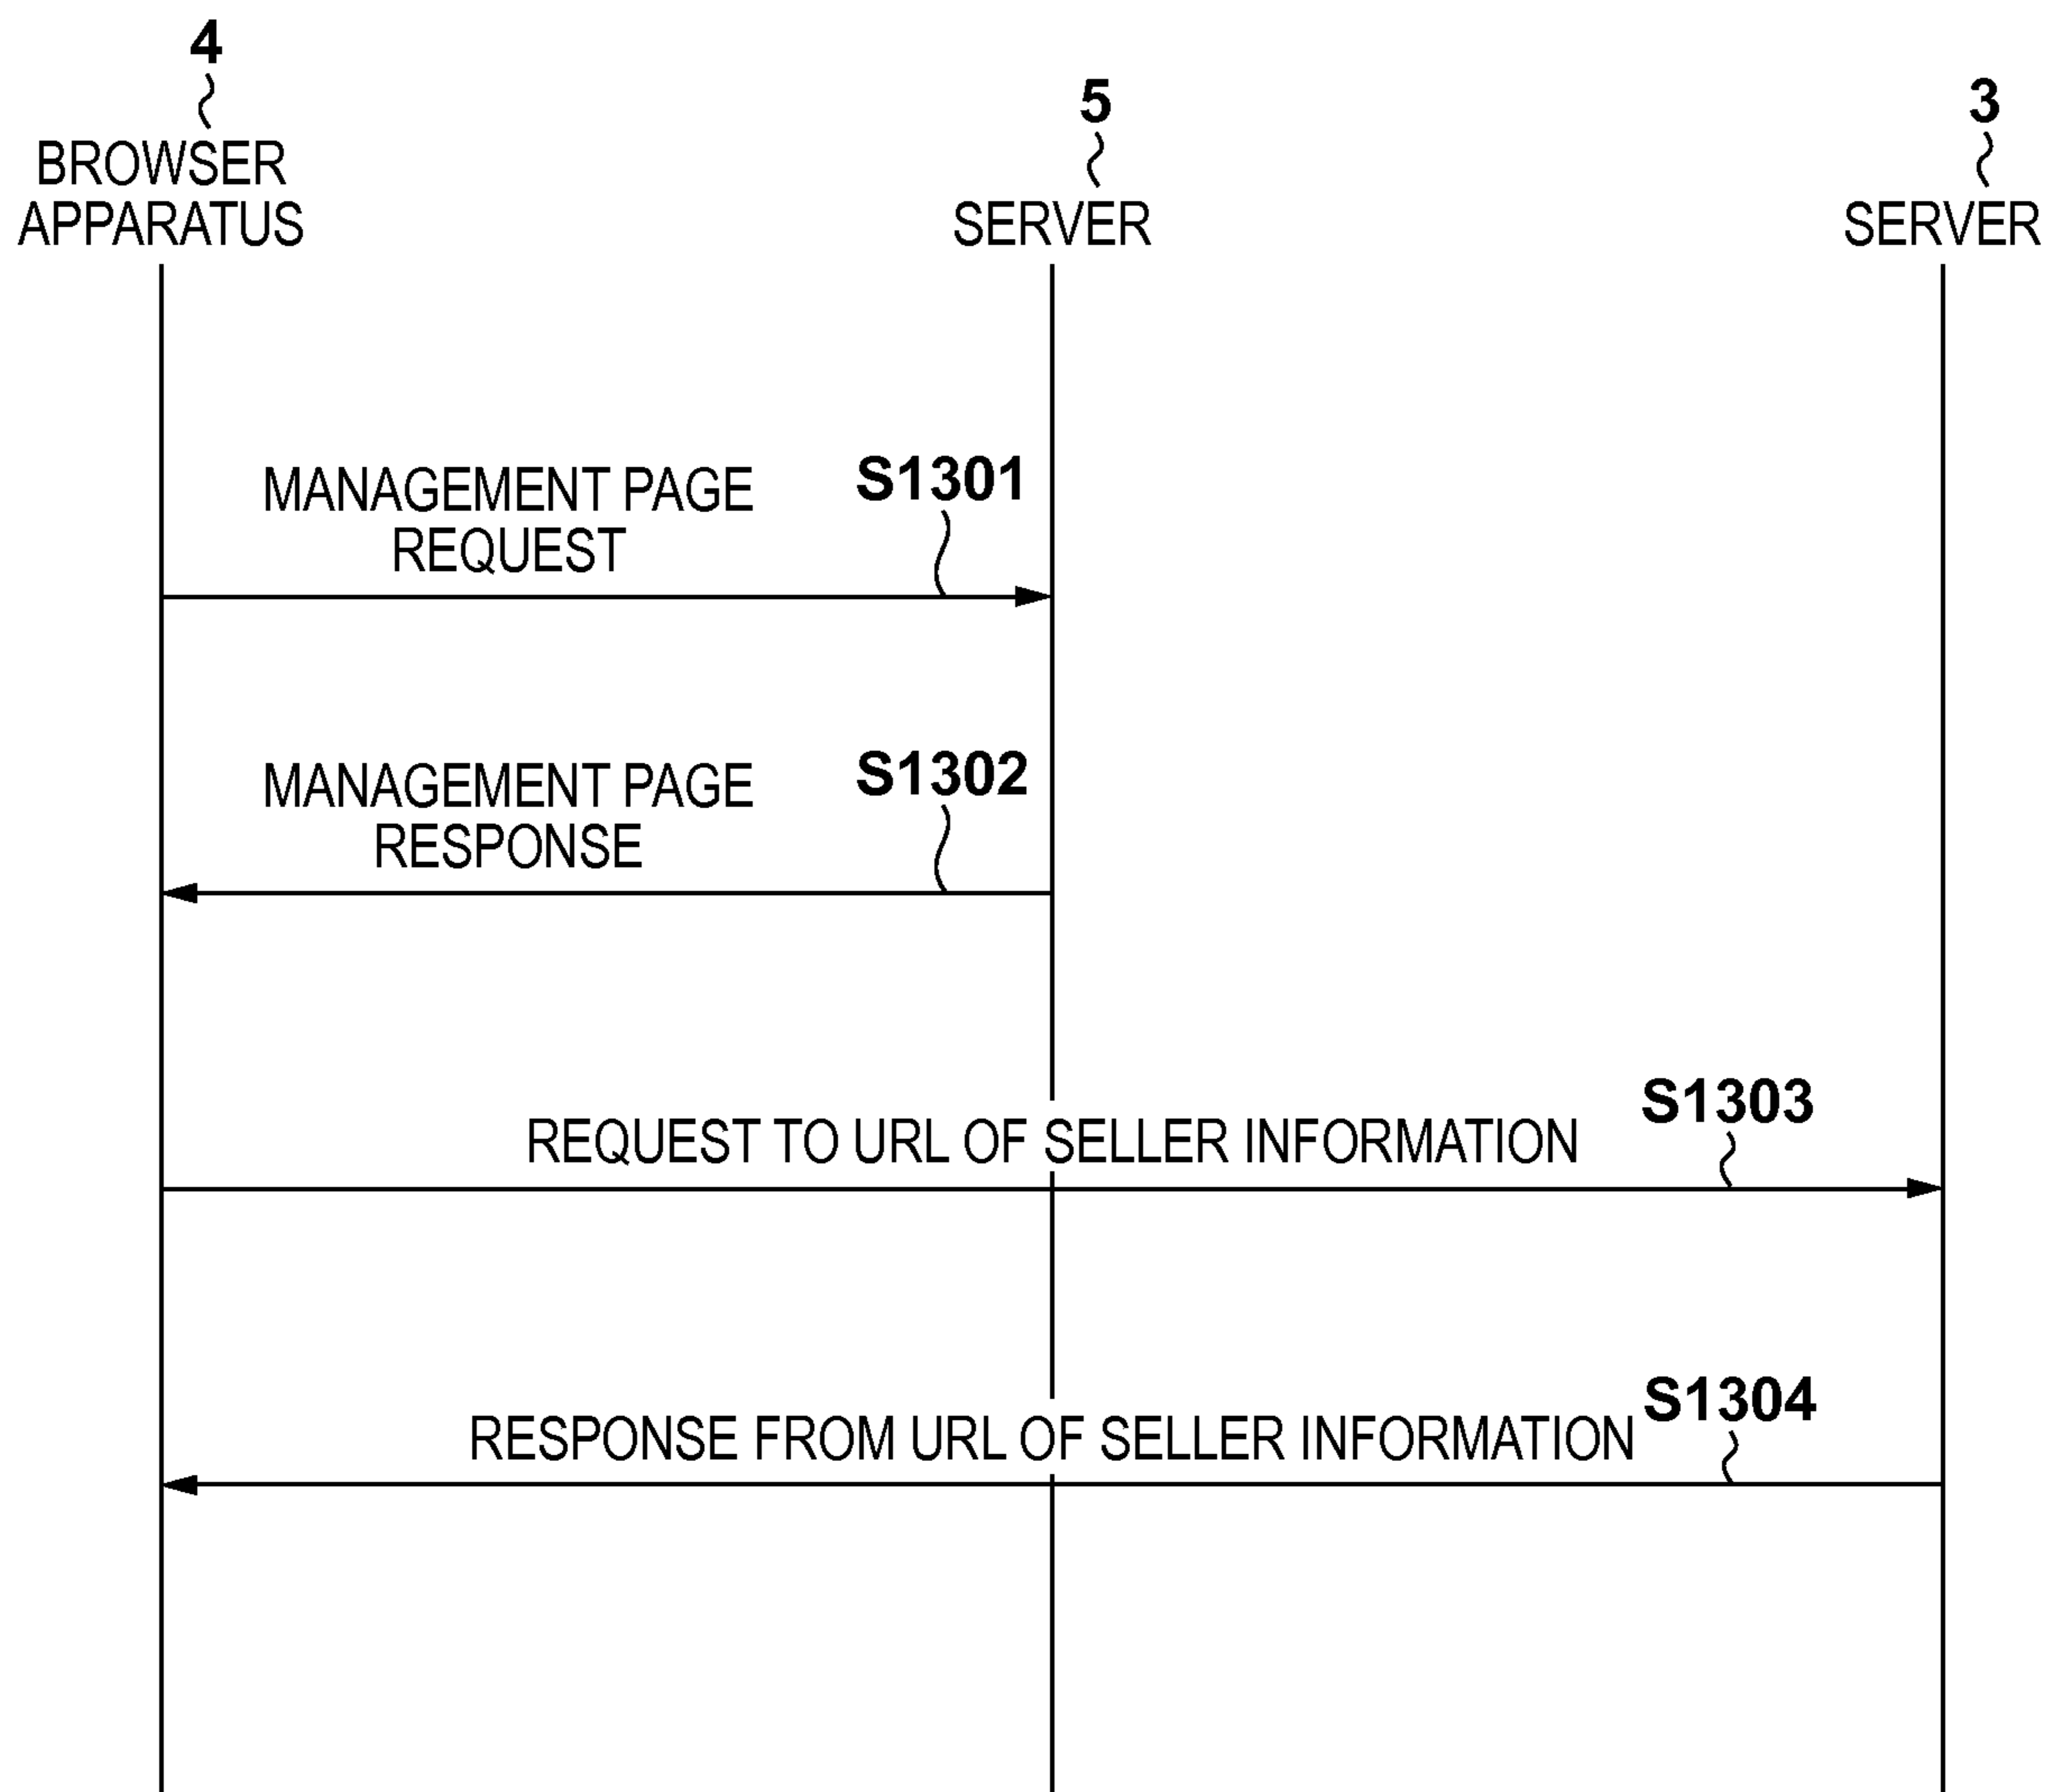 4
BROWSER
APPARATUS
5
SERVER
3
SERVER
MANAGEMENT PAGE
REQUEST
S1301
MANAGEMENT PAGE
RESPONSE
S1302
REQUEST TO URL OF SELLER INFORMATION
S1303
RESPONSE FROM URL OF SELLER INFORMATION
S1304